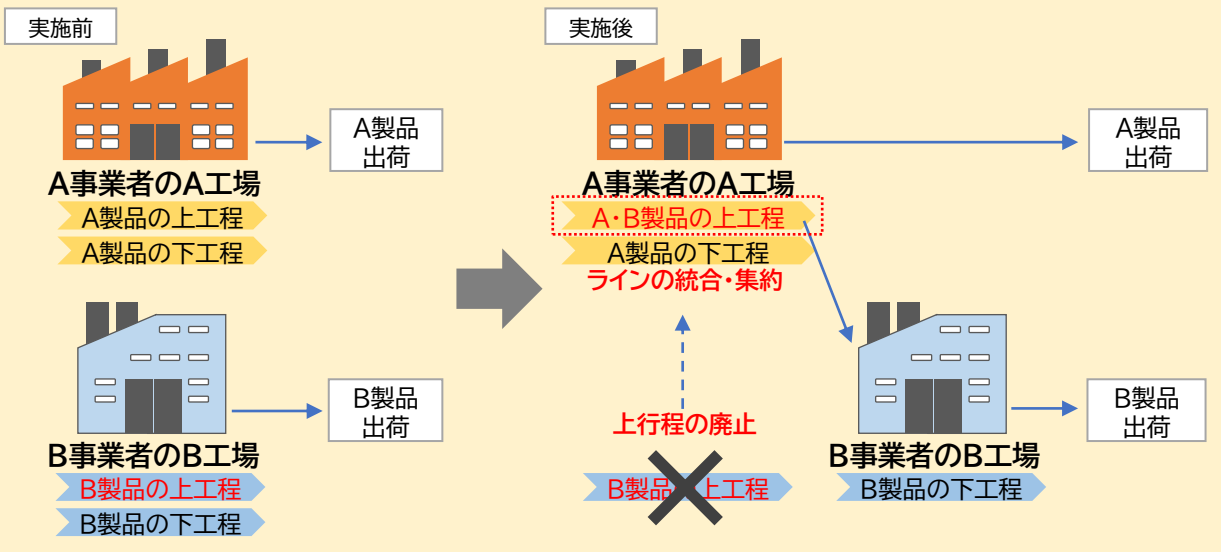 実施前
A製品
出荷
A事業者のA工場
A製品の上工程
A製品の下工程
B製品
出荷
B事業者のB工場
B製品の上工程
B製品の下工程
実施後
A製品
出荷
A事業者のA工場
A・B製品の上工程
A製品の下工程
ラインの統合・集約
上行程の廃止
B製品の上工程
B製品
出荷
B事業者のB工場
B製品の下工程